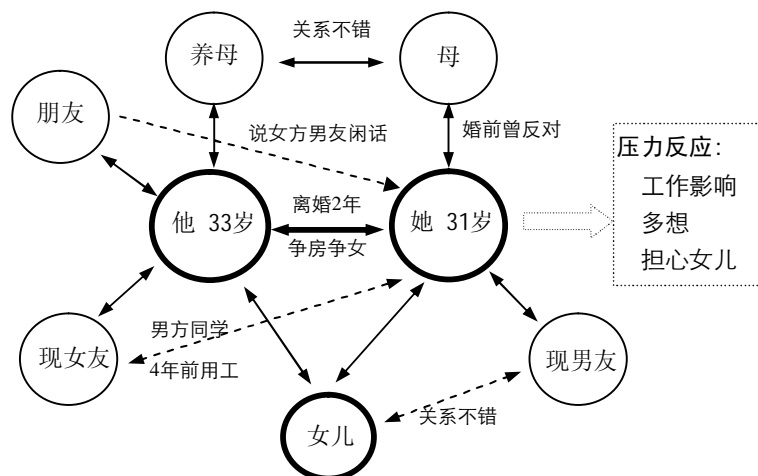 关系不错
养母
母
朋友
说女方男友闲话
婚前曾反对
压力反应:
工作影响
多想
担心女儿
他 33岁
离婚2年
争房争女
她 31岁
男方同学
4年前用工
现女友
现男友
女儿
关系不错